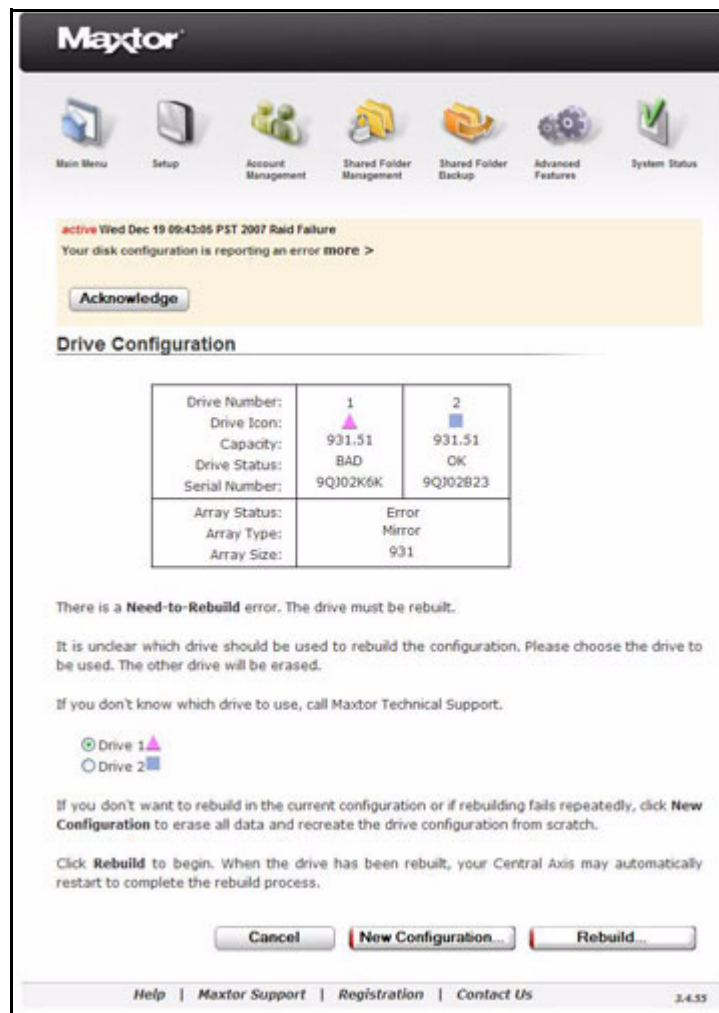 Maxtor
Main Menu
Setup
Account
Management
Shared Folder
Management
Shared Folder
Backup
Advanced
Features
System Status
active Wed Dec 19 09:43:05 PST 2007 Raid Failure
Your disk configuration is reporting an error more >
Acknowledge
Drive Configuration
Drive Number: 1 2
Drive Icon:
Capacity: 931.51 931.51
Drive Status: BAD OK
Serial Number: 9QJ02K6K 9QJ02B23
Array Status: Error
Array Type: Mirror
Array Size: 931
There is a Need-to-Rebuild error. The drive must be rebuilt.
It is unclear which drive should be used to rebuild the configuration. Please choose the drive to
be used. The other drive will be erased.
If you don't know which drive to use, call Maxtor Technical Support.
Drive 1
Drive 2
If you don't want to rebuild in the current configuration or if rebuilding fails repeatedly, click New
Configuration to erase all data and recreate the drive configuration from scratch.
Click Rebuild to begin. When the drive has been rebuilt, your Central Axis may automatically
restart to complete the rebuild process.
Cancel
New Configuration...
Rebuild...
Help | Maxtor Support | Registration | Contact Us
3.4.55